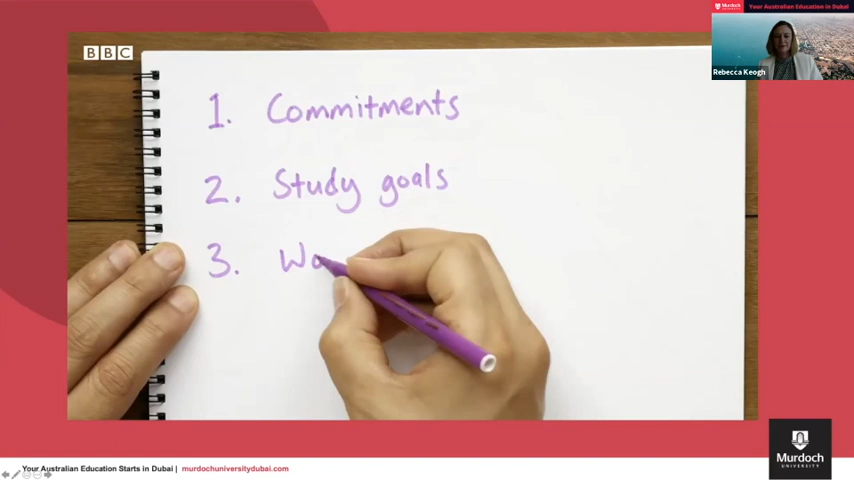 Murdoch
Your Australian Education in Dubai
Rebecca Keogh
BBC
1. Commitments
2. Study goals
3. Wo
Murdoch
UNIVERSITY
Your Australian Education Starts in Dubai | murdochuniversitydubai.com